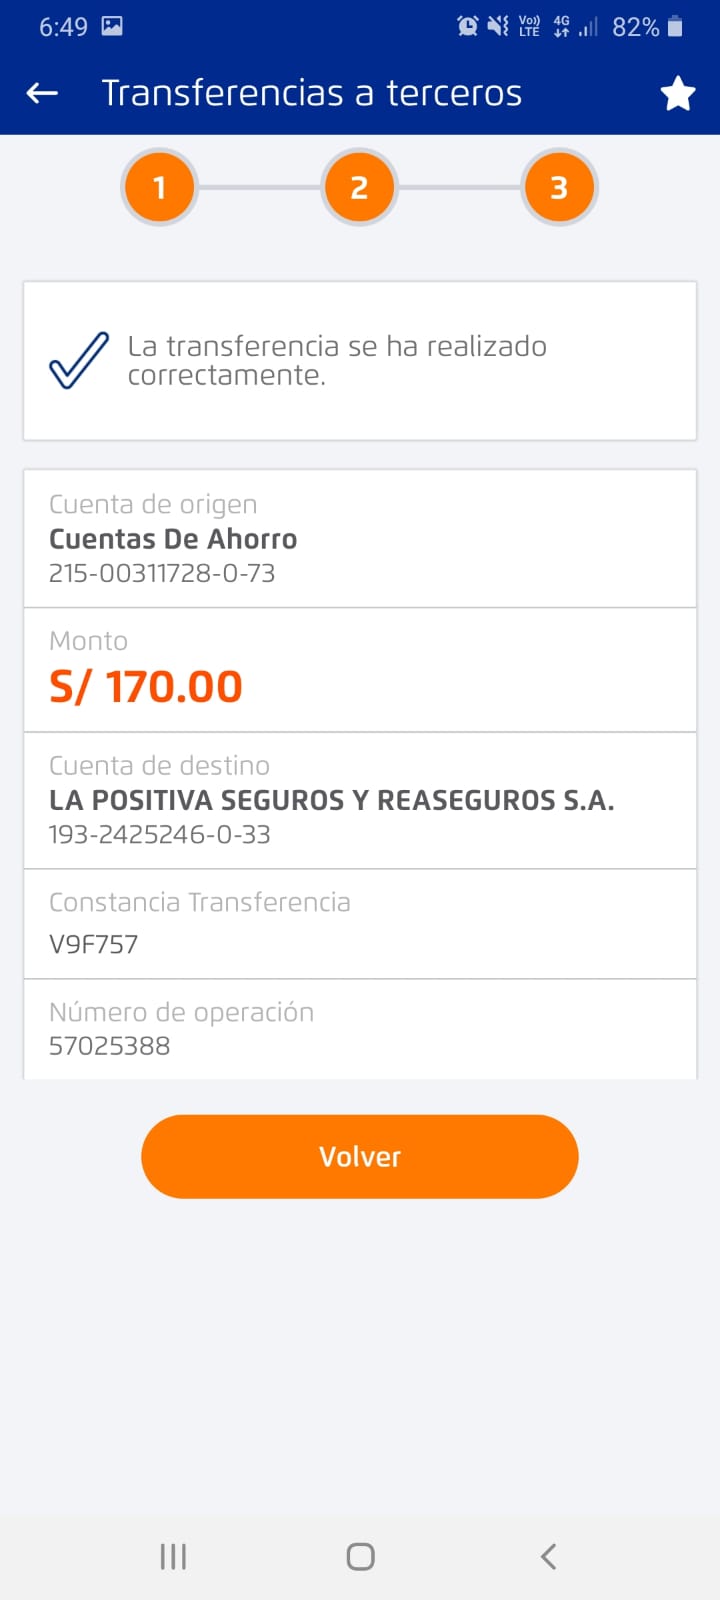 6:49 Vo)) LTE 4G 82%
Transferencias a terceros
1 2 3
La transferencia se ha realizado
correctamente.
Cuenta de origen
Cuentas De Ahorro
215-00311728-0-73
Monto
S/ 170.00
Cuenta de destino
LA POSITIVA SEGUROS Y REASEGUROS S.A.
193-2425246-0-33
Constancia Transferencia
V9F757
Número de operación
57025388
Volver